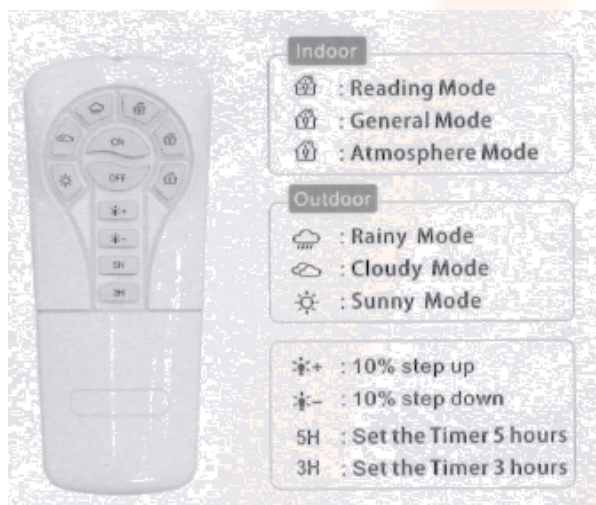 ON
OFF
+
-
5H
3H
Indoor
: Reading Mode
: General Mode
: Atmosphere Mode
Outdoor
: Rainy Mode
: Cloudy Mode
: Sunny Mode
+ : 10% step up
− : 10% step down
5H : Set the Timer 5 hours
3H : Set the Timer 3 hours